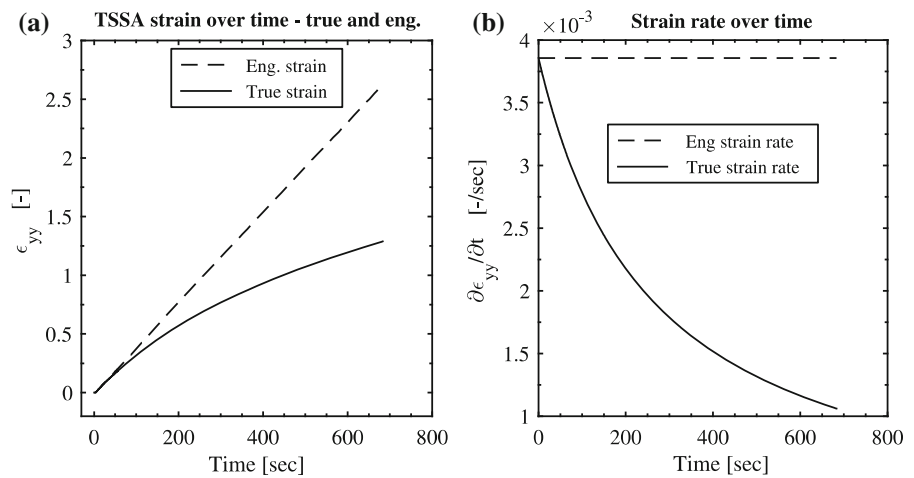 (a)
TSSA strain over time - true and eng.
3
2.5
2
1.5
1
0.5
0
ϵyy [-]
Eng. strain
True strain
0 200 400 600 800
Time [sec]
(b)
Strain rate over time
×10⁻³
4
3.5
3
2.5
2
1.5
1
∂ϵyy/∂t [-/sec]
Eng strain rate
True strain rate
0 200 400 600 800
Time [sec]